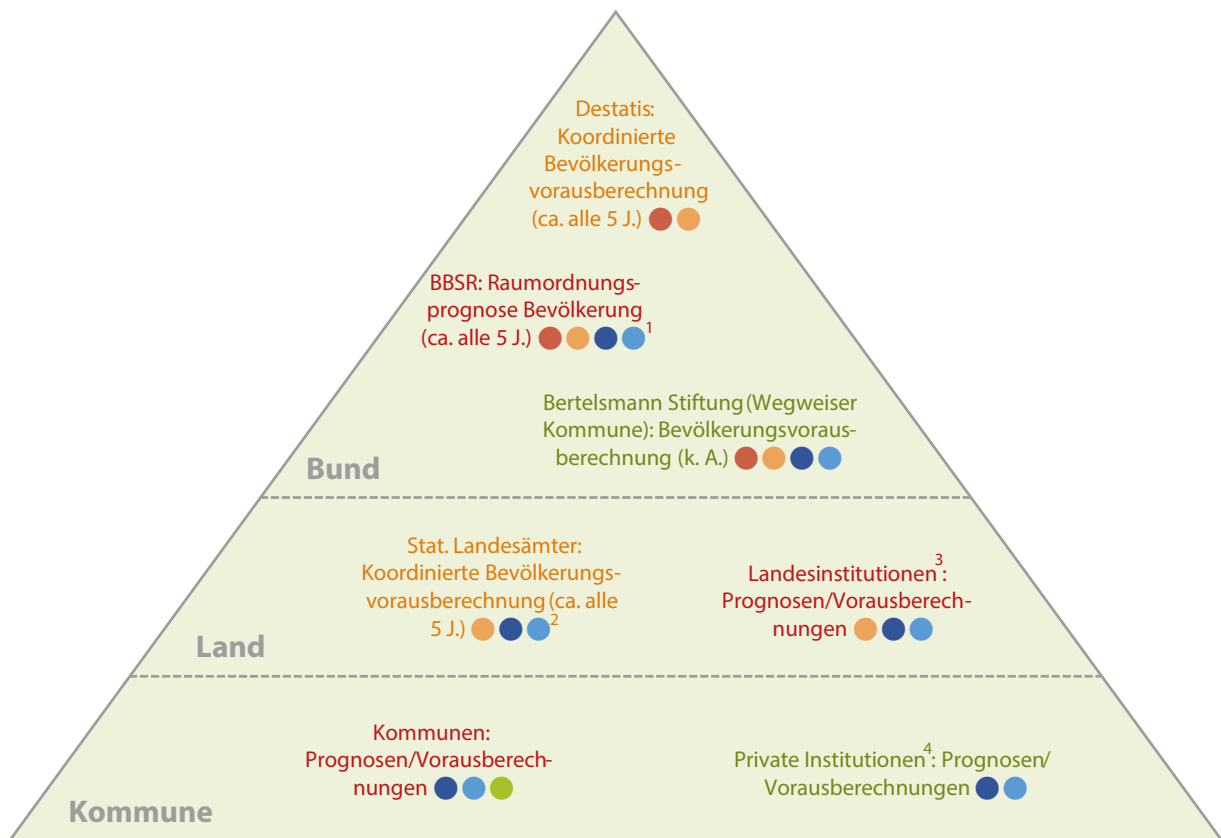 Destatis:
Koordinierte
Bevölkerungs-
vorausberechnung
(ca. alle 5 J.)
BBSR: Raumordnungs-
prognose Bevölkerung
(ca. alle 5 J.) 1
Bertelsmann Stiftung (Wegweiser
Kommune): Bevölkerungsvoraus-
berechnung (k. A.)
Bund
Stat. Landesämter:
Koordinierte Bevölkerungs-
vorausberechnung (ca. alle
5 J.) 2
Landesinstitutionen3:
Prognosen/Vorausberech-
nungen
Land
Kommunen:
Prognosen/Vorausberech-
nungen
Private Institutionen4: Prognosen/
Vorausberechnungen
Kommune